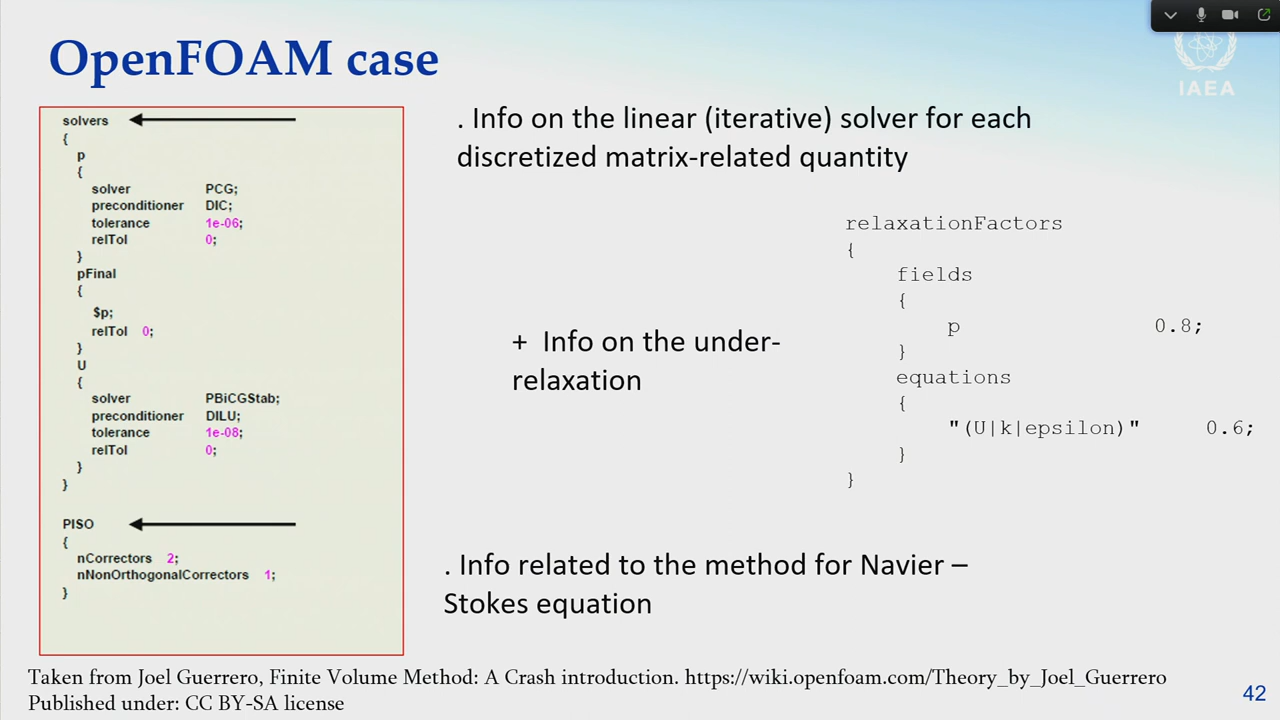 OpenFOAM case
IAEA
solvers
{
p
{
solver PCG;
preconditioner DIC;
tolerance 1e-06;
relTol 0;
}
pFinal
{
$p;
relTol 0;
}
U
{
solver PBiCGStab;
preconditioner DILU;
tolerance 1e-08;
relTol 0;
}
}
PISO
{
nCorrectors 2;
nNonOrthogonalCorrectors 1;
}
. Info on the linear (iterative) solver for each
discretized matrix-related quantity
+ Info on the under-
relaxation
relaxationFactors
{
fields
{
p 0.8;
}
equations
{
"(U|k|epsilon)" 0.6;
}
}
. Info related to the method for Navier –
Stokes equation
Taken from Joel Guerrero, Finite Volume Method: A Crash introduction. https://wiki.openfoam.com/Theory_by_Joel_Guerrero
Published under: CC BY-SA license
42